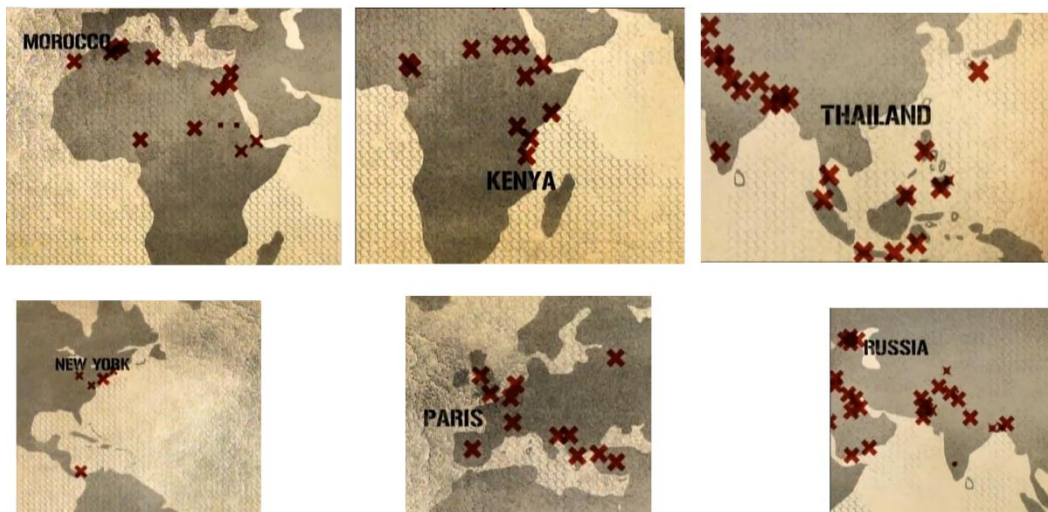 MOROCCO
KENYA
THAILAND
NEW YORK
PARIS
RUSSIA